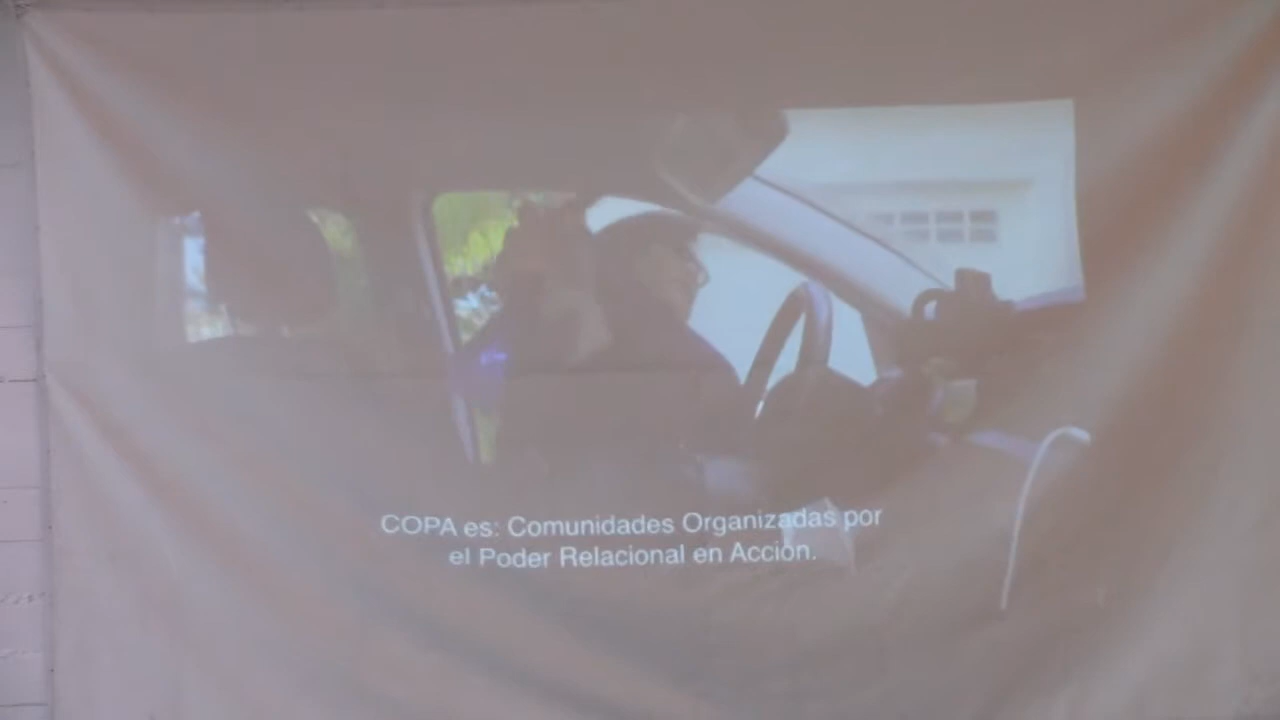 COPA es: Comunidades Organizadas por
el Poder Relacional en Acción.